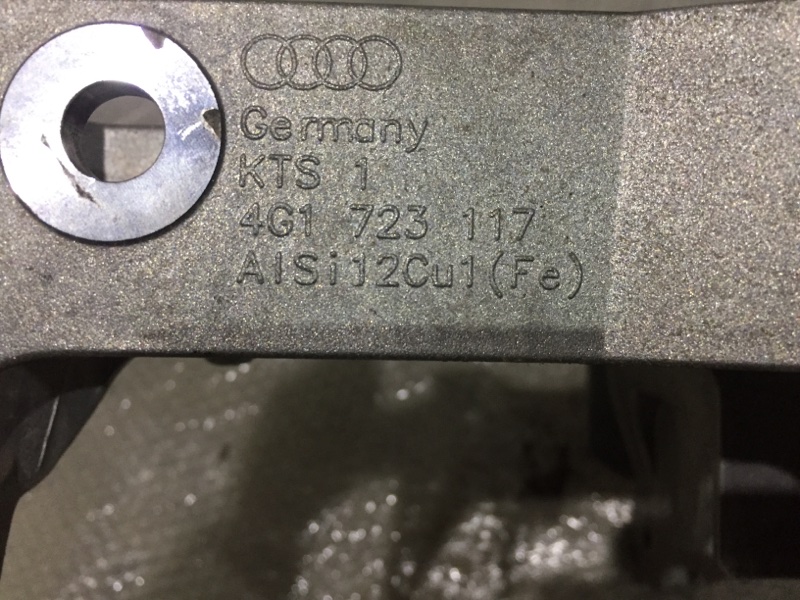 Germany
KTS 1
4G1 723 117
AlSi12Cu1(Fe)